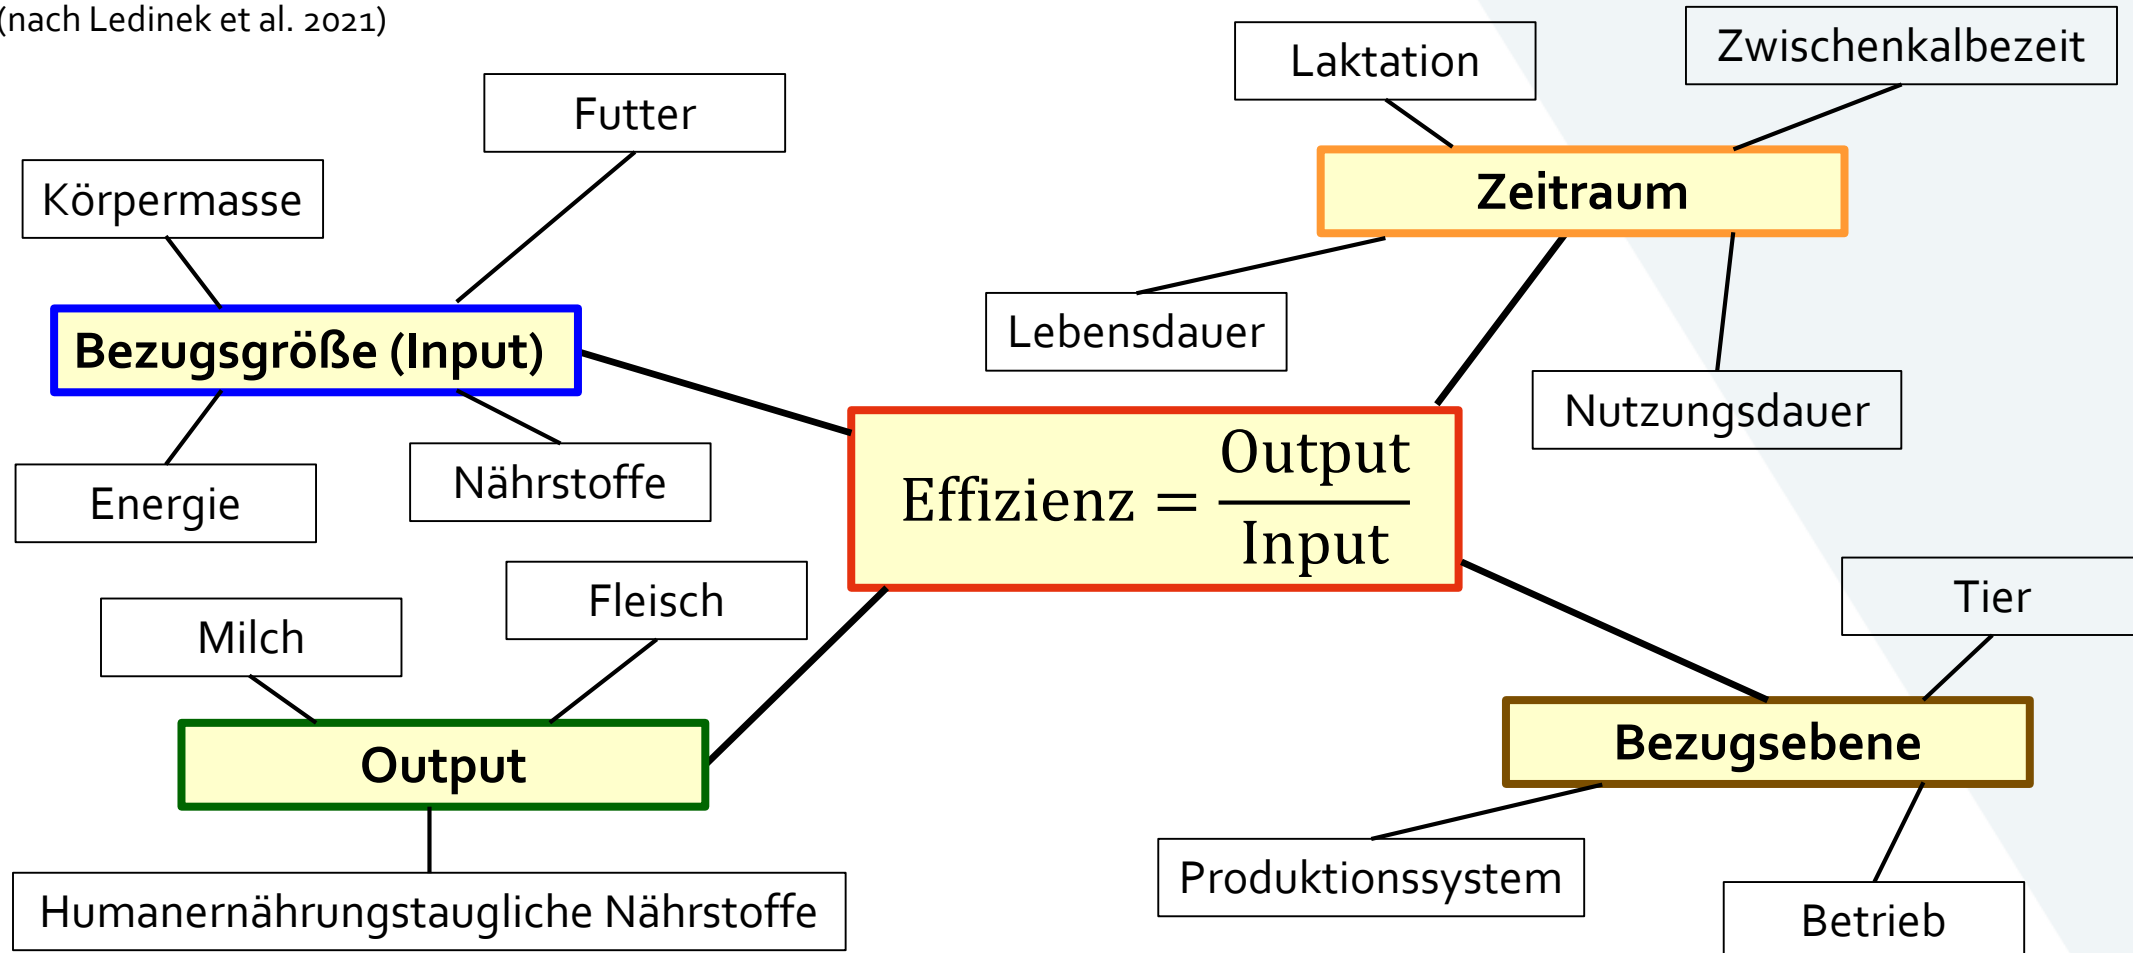 (nach Ledinek et al. 2021)
Futter
Körpermasse
Bezugsgröße (Input)
Energie
Nährstoffe
Laktation
Zwischenkalbezeit
Zeitraum
Lebensdauer
Nutzungsdauer
Effizienz = Output
Input
Milch
Fleisch
Output
Humanernährungstaugliche Nährstoffe
Tier
Bezugsebene
Produktionssystem
Betrieb